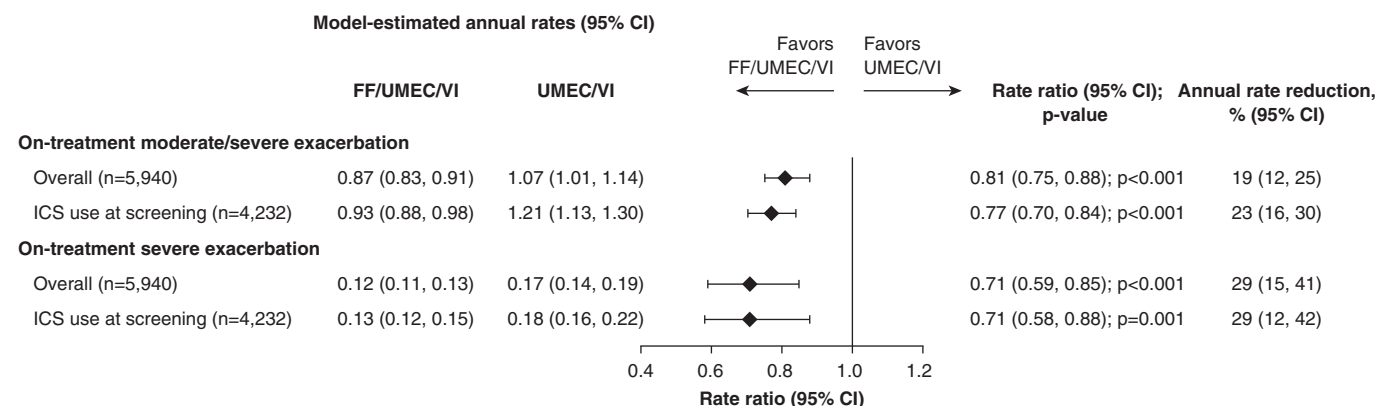 Model-estimated annual rates (95% CI)
Favors FF/UMEC/VI
Favors UMEC/VI
FF/UMEC/VI UMEC/VI Rate ratio (95% CI); p-value Annual rate reduction, % (95% CI)
On-treatment moderate/severe exacerbation
Overall (n=5,940) 0.87 (0.83, 0.91) 1.07 (1.01, 1.14) 0.81 (0.75, 0.88); p<0.001 19 (12, 25)
ICS use at screening (n=4,232) 0.93 (0.88, 0.98) 1.21 (1.13, 1.30) 0.77 (0.70, 0.84); p<0.001 23 (16, 30)
On-treatment severe exacerbation
Overall (n=5,940) 0.12 (0.11, 0.13) 0.17 (0.14, 0.19) 0.71 (0.59, 0.85); p<0.001 29 (15, 41)
ICS use at screening (n=4,232) 0.13 (0.12, 0.15) 0.18 (0.16, 0.22) 0.71 (0.58, 0.88); p=0.001 29 (12, 42)
0.4 0.6 0.8 1.0 1.2
Rate ratio (95% CI)